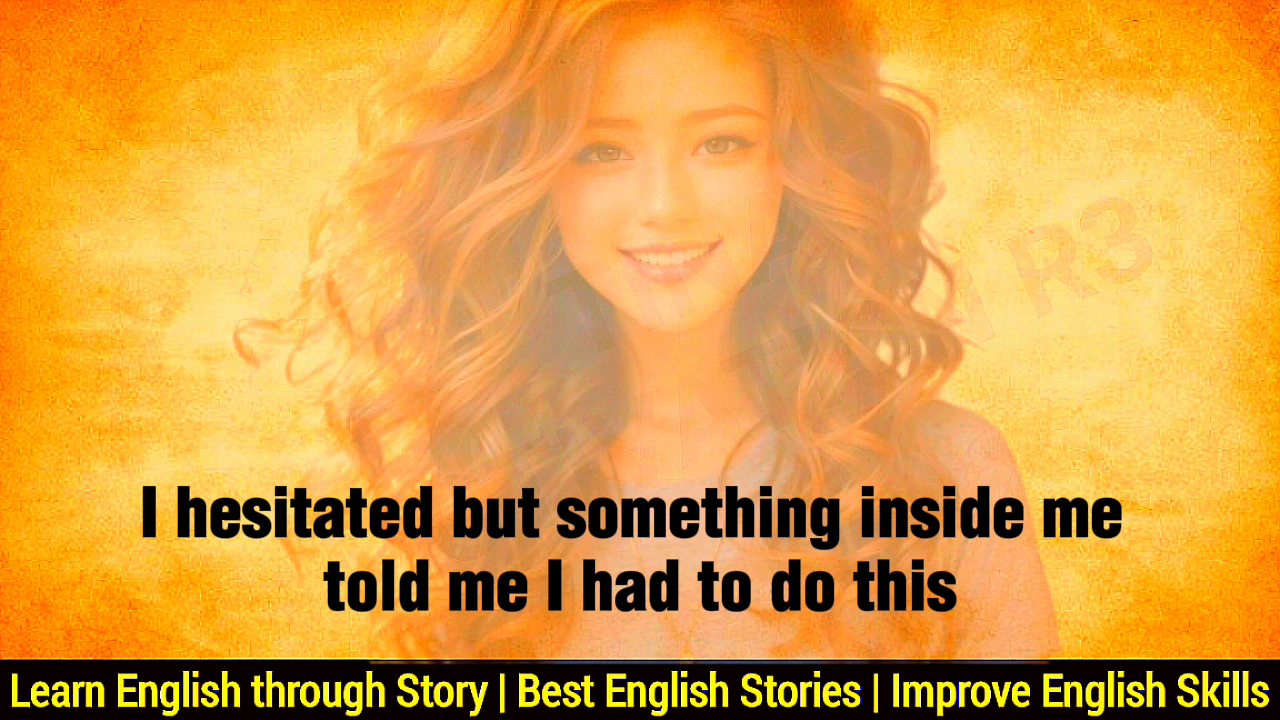 I hesitated but something inside me
told me I had to do this
Learn English through Story | Best English Stories | Improve English Skills